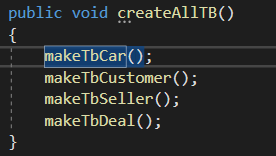 public void createAllTB()
{
makeTbCar();
makeTbCustomer();
makeTbSeller();
makeTbDeal();
}